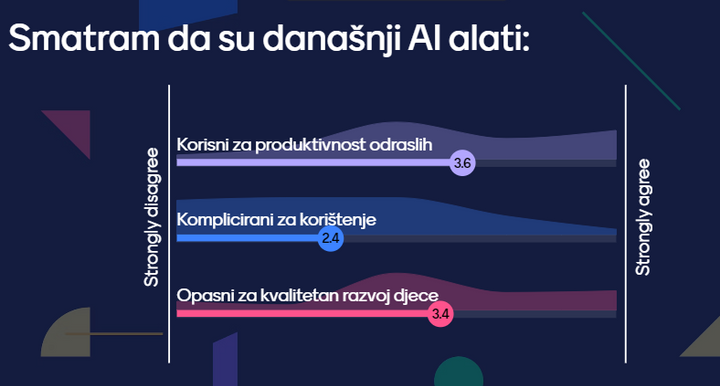 Smatram da su današnji AI alati:
Strongly disagree
Korisni za produktivnost odraslih
3.6
Komplicirani za korištenje
2.4
Opasni za kvalitetan razvoj djece
3.4
Strongly agree